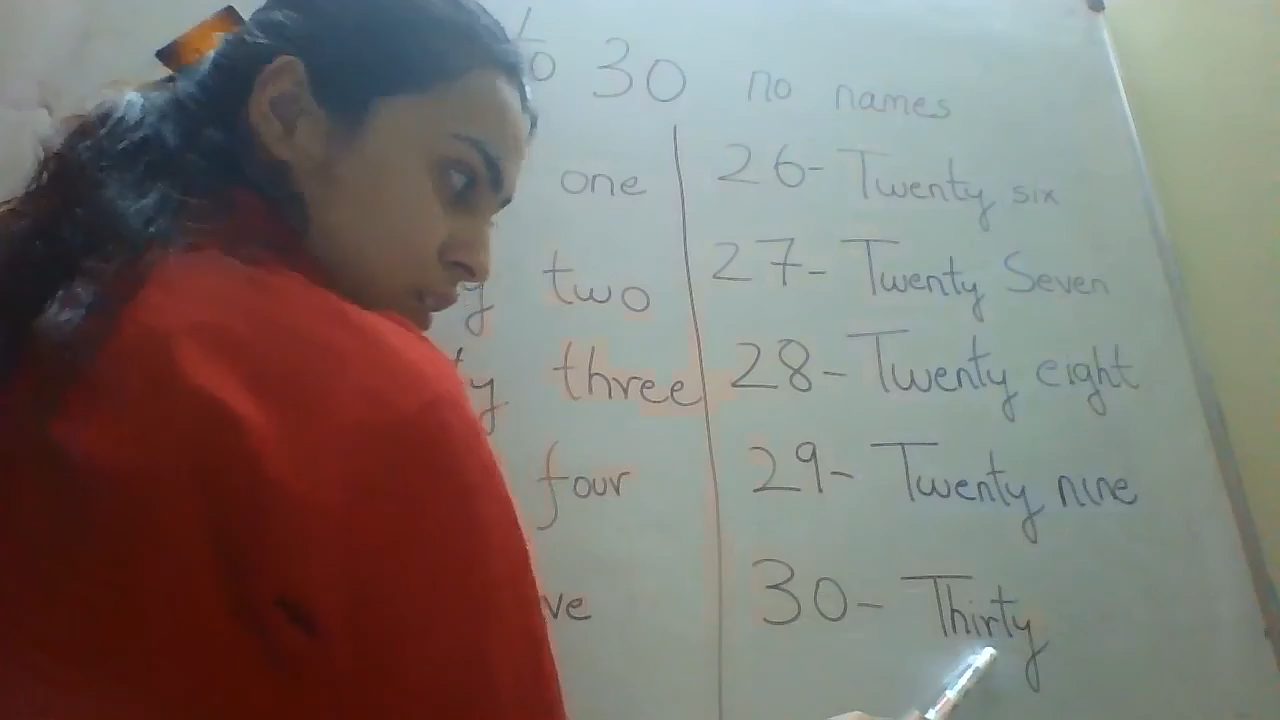 to 30 no names
one
two
three
four
26- Twenty six
27- Twenty Seven
28- Twenty eight
29- Twenty nine
30- Thirty